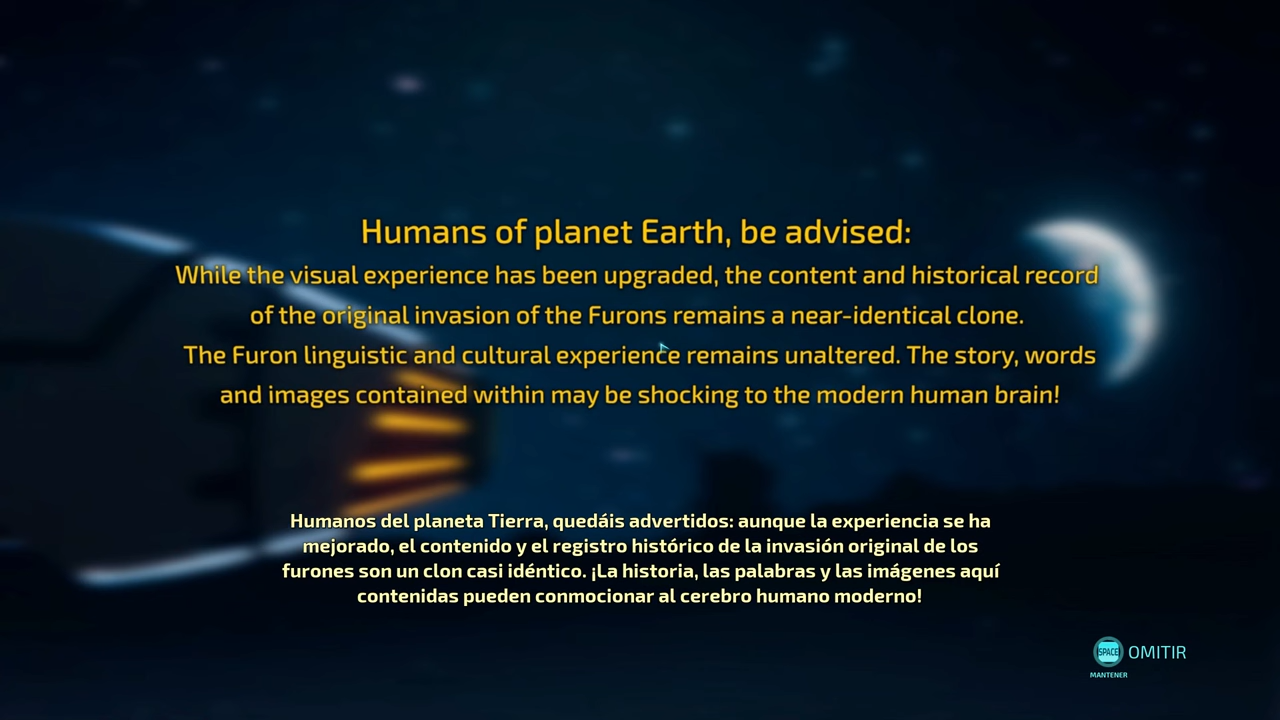 Humans of planet Earth, be advised:
While the visual experience has been upgraded, the content and historical record
of the original invasion of the Furons remains a near-identical clone.
The Furon linguistic and cultural experience remains unaltered. The story, words
and images contained within may be shocking to the modern human brain!
Humanos del planeta Tierra, quedáis advertidos: aunque la experiencia se ha
mejorado, el contenido y el registro histórico de la invasión original de los
furones son un clon casi idéntico. ¡La historia, las palabras y las imágenes aquí
contenidas pueden conmocionar al cerebro humano moderno!
SPACE OMITIR
MANTENER